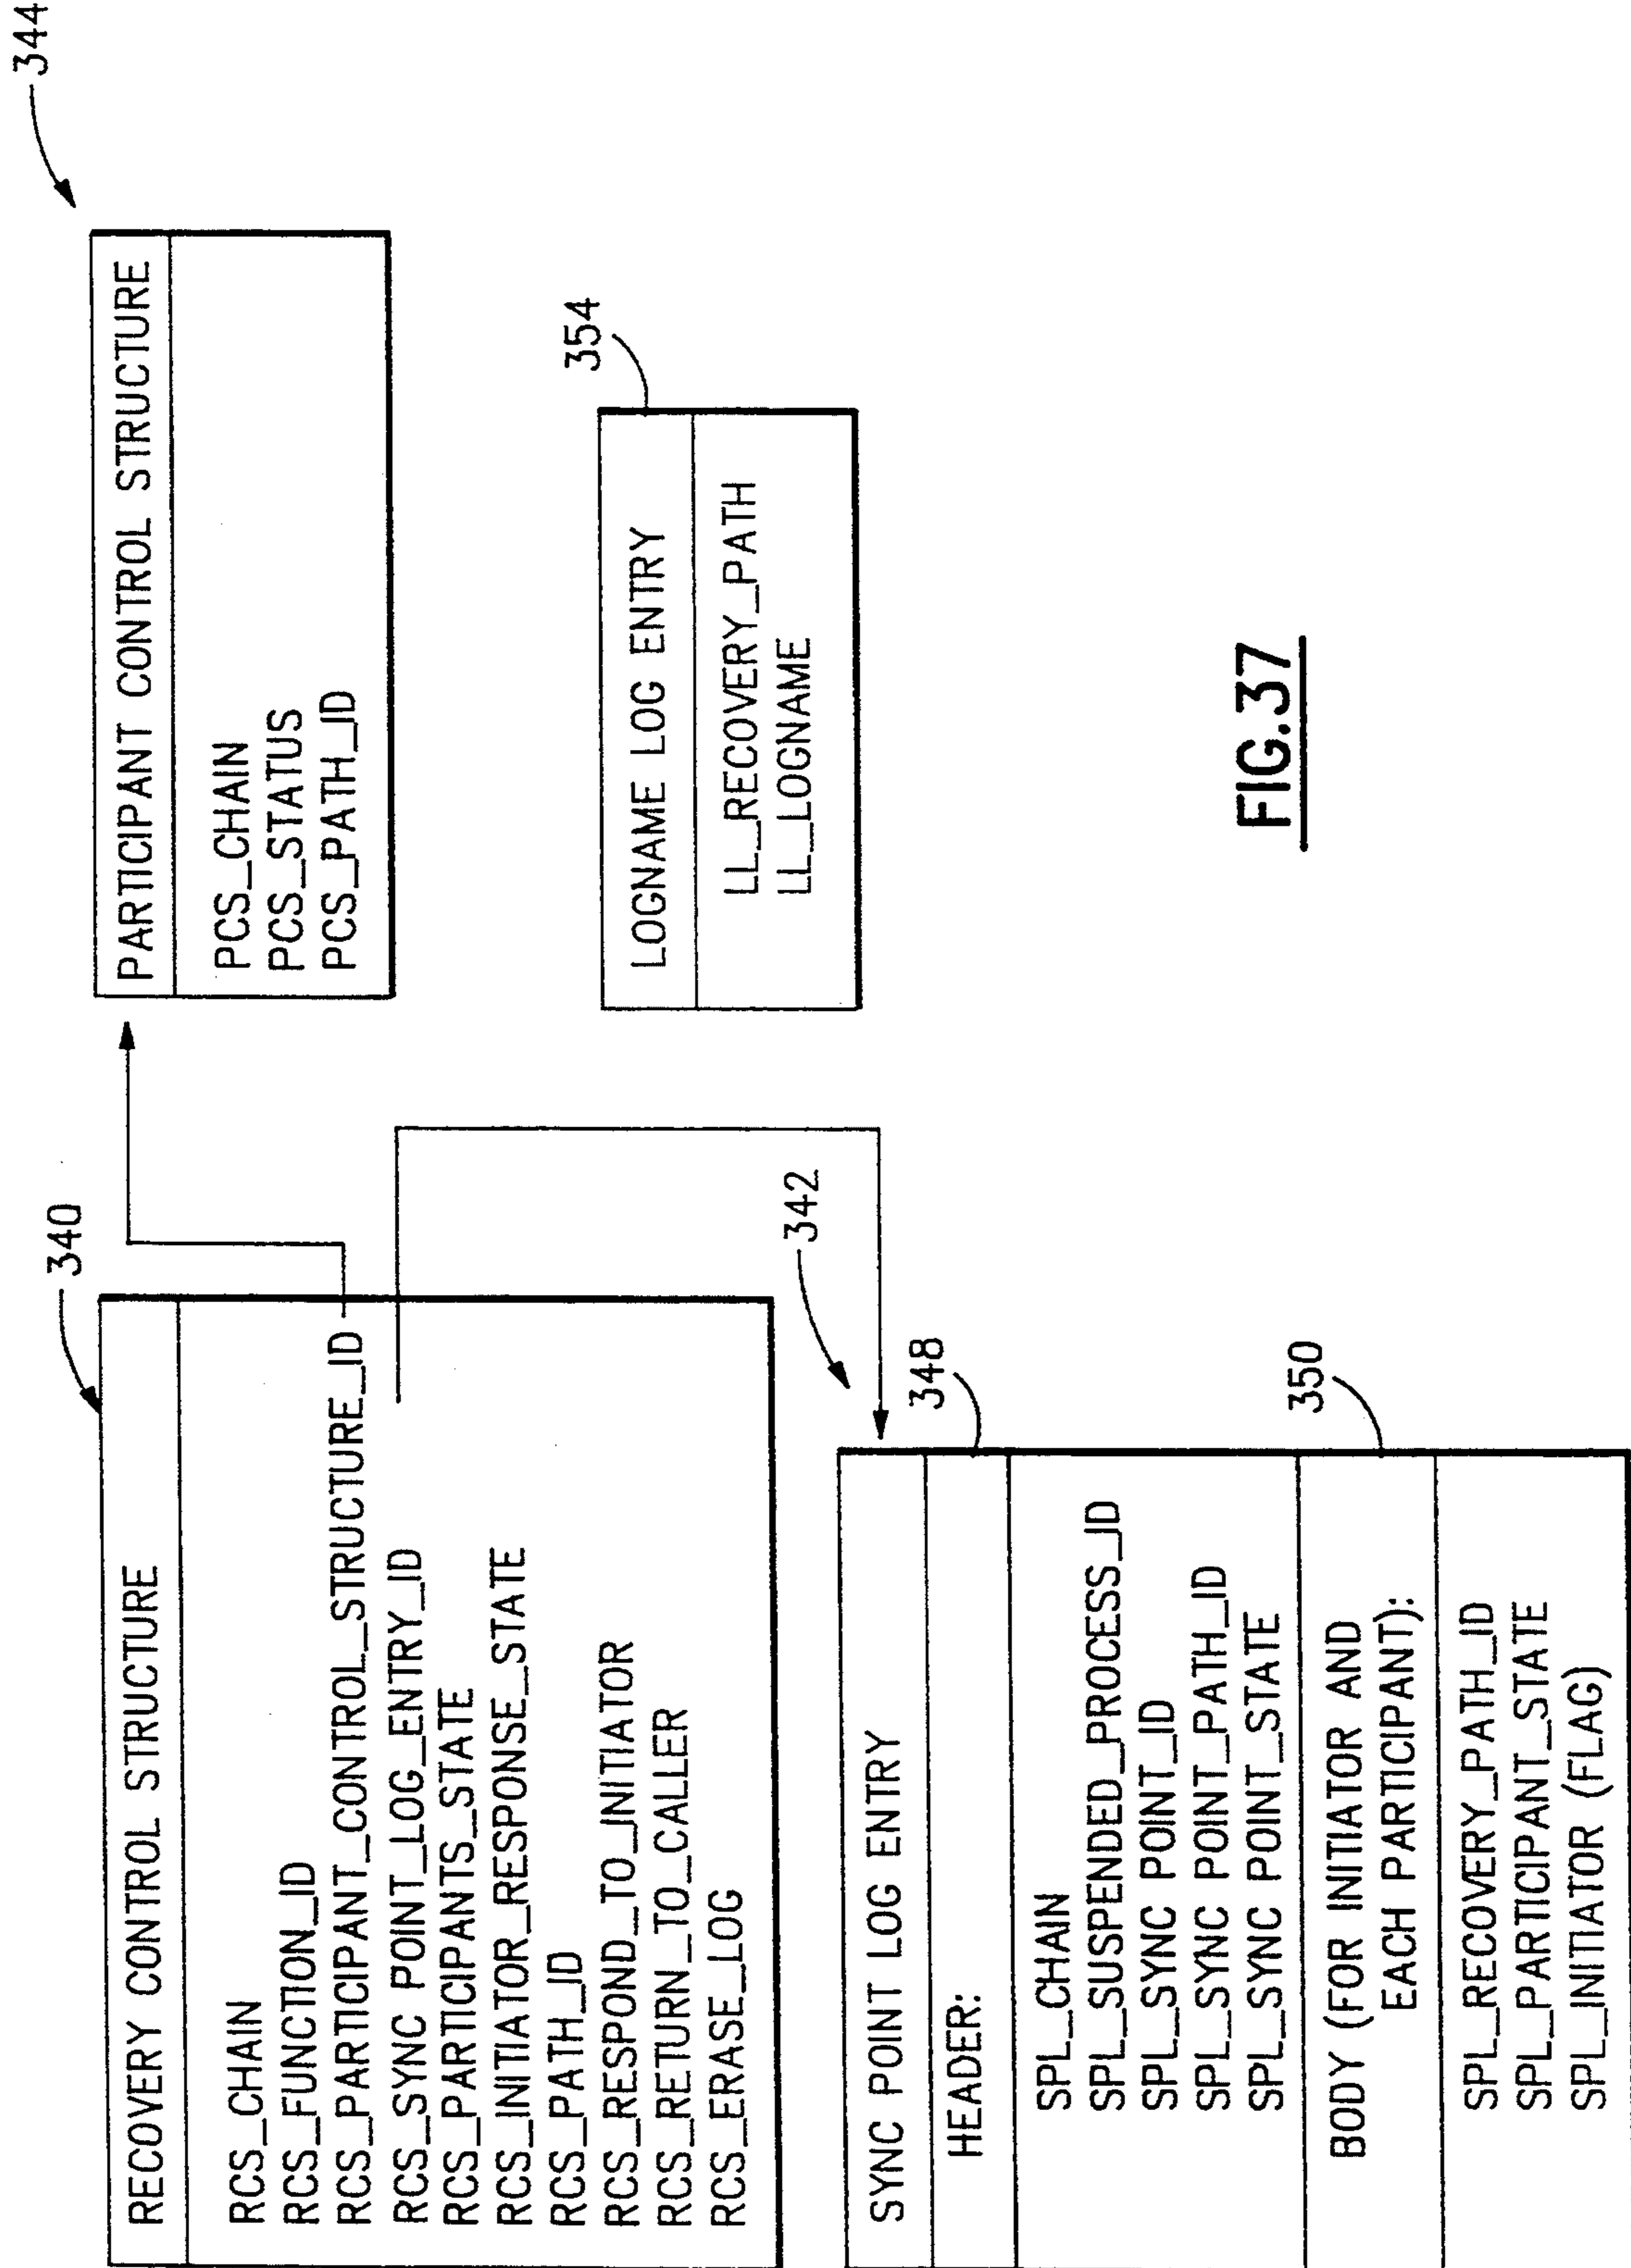 340
RECOVERY CONTROL STRUCTURE
RCS_CHAIN
RCS_FUNCTION_ID
RCS_PARTICIPANT_CONTROL_STRUCTURE_ID
RCS_SYNC POINT_LOG_ENTRY_ID
RCS_PARTICIPANTS_STATE
RCS_INITIATOR_RESPONSE_STATE
RCS_PATH_ID
RCS_RESPOND_TO_INITIATOR
RCS_RETURN_TO_CALLER
RCS_ERASE_LOG
344
PARTICIPANT CONTROL STRUCTURE
PCS_CHAIN
PCS_STATUS
PCS_PATH_ID
354
LOGNAME LOG ENTRY
LL_RECOVERY_PATH
LL_LOGNAME
342
SYNC POINT LOG ENTRY
348
HEADER:
SPL_CHAIN
SPL_SUSPENDED_PROCESS_ID
SPL_SYNC POINT_ID
SPL_SYNC POINT_PATH_ID
SPL_SYNC POINT_STATE
350
BODY (FOR INITIATOR AND
EACH PARTICIPANT):
SPL_RECOVERY_PATH_ID
SPL_PARTICIPANT_STATE
SPL_INITIATOR (FLAG)
FIG.37